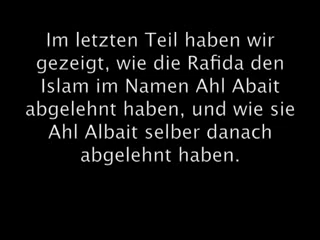 Im letzten Teil haben wir
gezeigt, wie die Rafida den
Islam im Namen Ahl Abait
abgelehnt haben, und wie sie
Ahl Albait selber danach
abgelehnt haben.